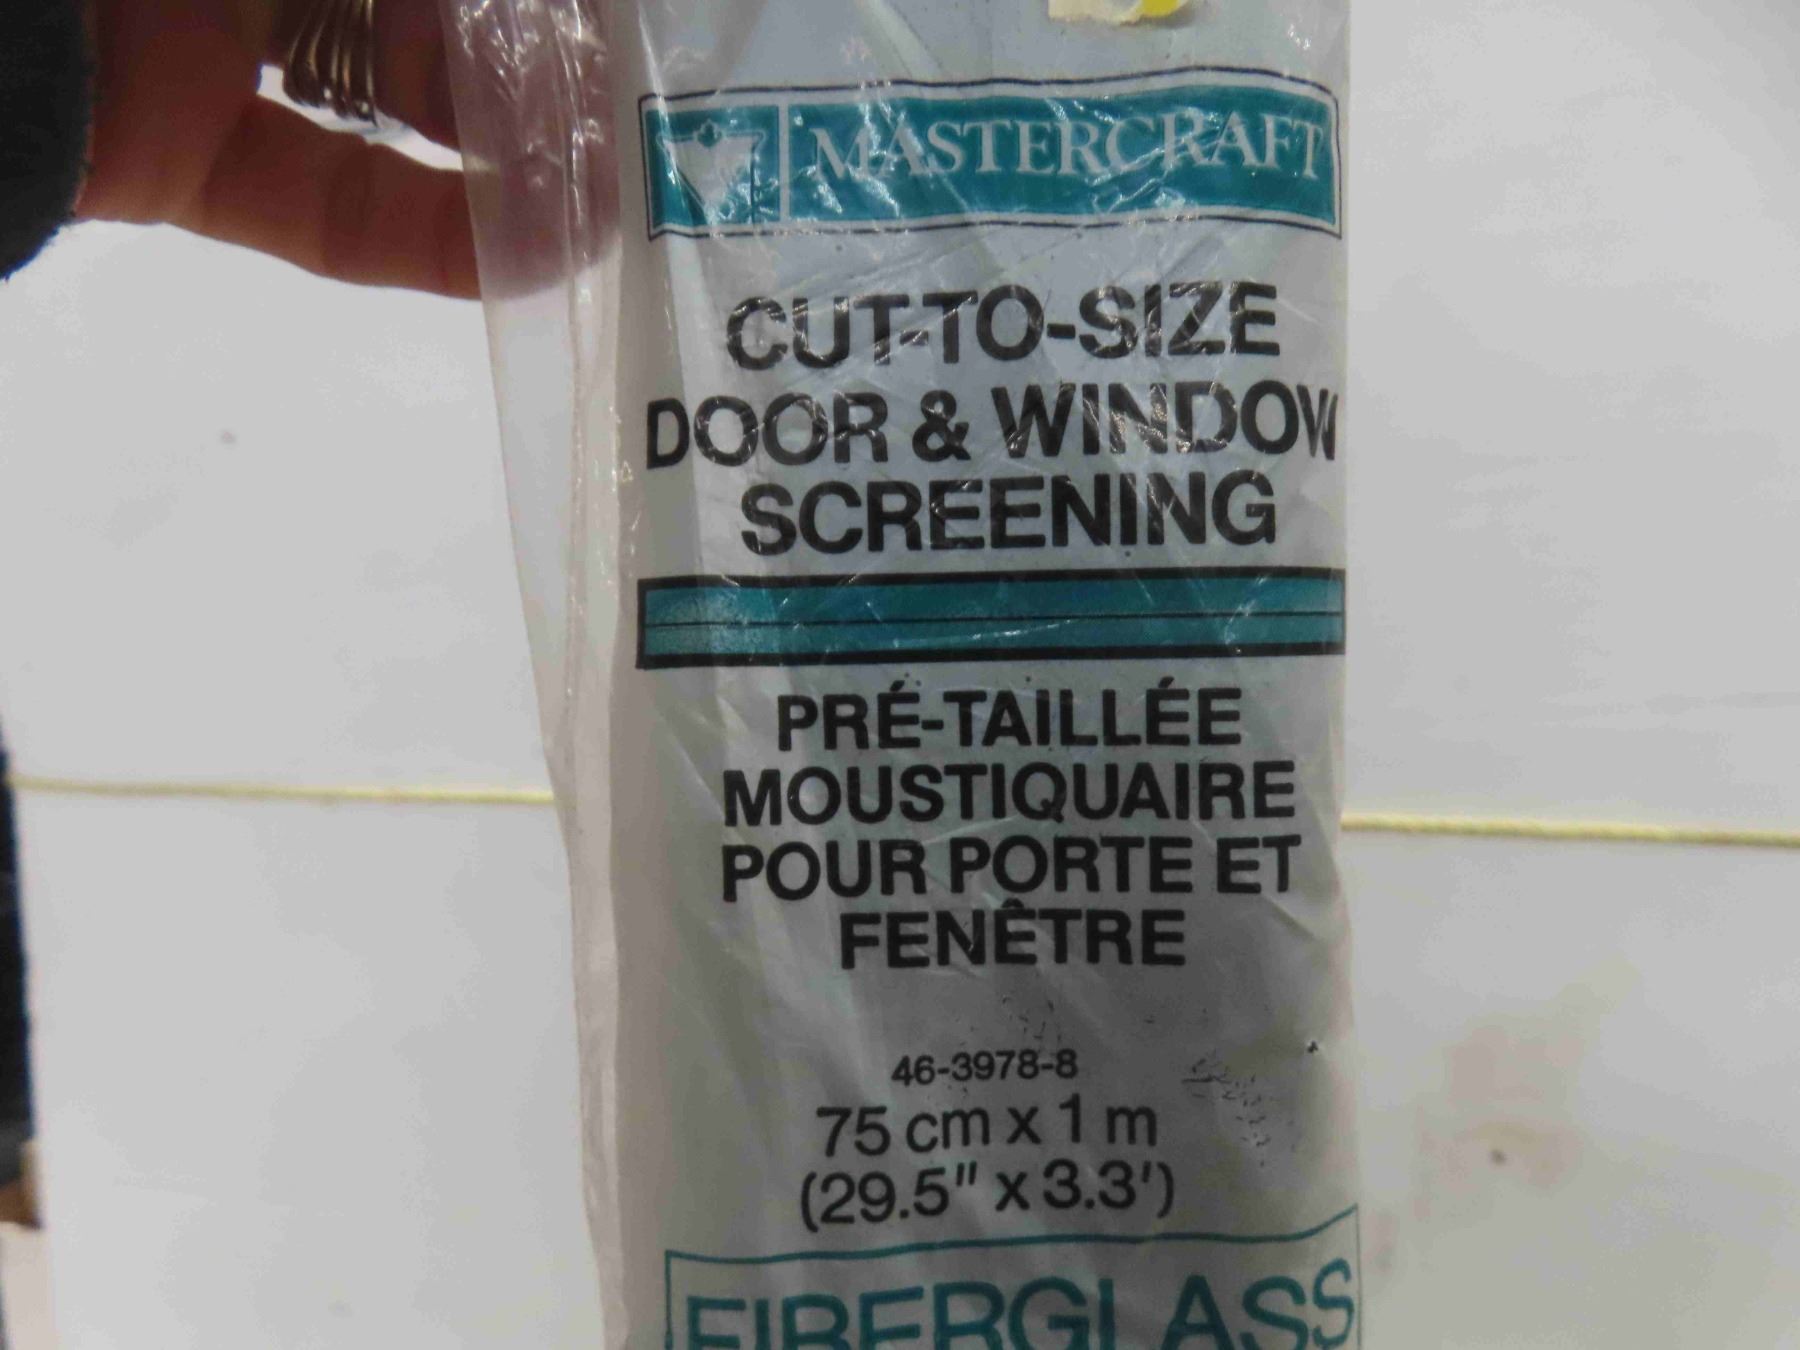 MASTERCRAFT
CUT-TO-SIZE
DOOR & WINDOW
SCREENING
PRÉ-TAILLÉE
MOUSTIQUAIRE
POUR PORTE ET
FENÊTRE
46-3978-8
75 cm x 1 m
(29.5" x 3.3')
FIBERGLASS